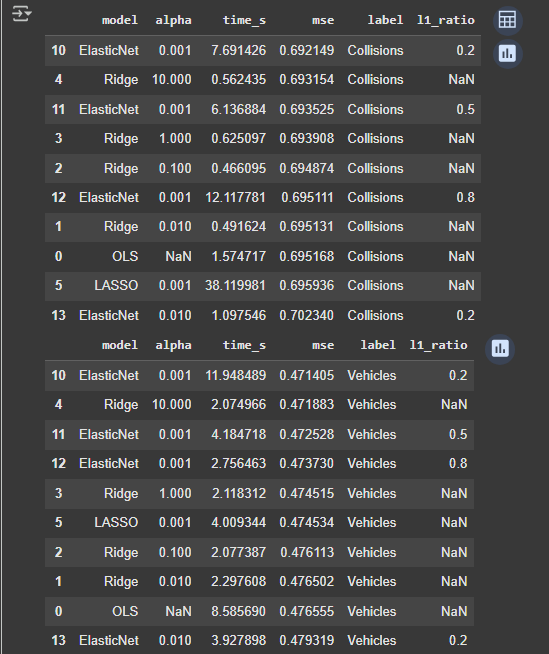 model alpha time_s mse label l1_ratio
10 ElasticNet 0.001 7.691426 0.692149 Collisions 0.2
4 Ridge 10.000 0.562435 0.693154 Collisions NaN
11 ElasticNet 0.001 6.136884 0.693525 Collisions 0.5
3 Ridge 1.000 0.625097 0.693908 Collisions NaN
2 Ridge 0.100 0.466095 0.694874 Collisions NaN
12 ElasticNet 0.001 12.117781 0.695111 Collisions 0.8
1 Ridge 0.010 0.491624 0.695131 Collisions NaN
0 OLS NaN 1.574717 0.695168 Collisions NaN
5 LASSO 0.001 38.119981 0.695936 Collisions NaN
13 ElasticNet 0.010 1.097546 0.702340 Collisions 0.2
model alpha time_s mse label l1_ratio
10 ElasticNet 0.001 11.948489 0.471405 Vehicles 0.2
4 Ridge 10.000 2.074966 0.471883 Vehicles NaN
11 ElasticNet 0.001 4.184718 0.472528 Vehicles 0.5
12 ElasticNet 0.001 2.756463 0.473730 Vehicles 0.8
3 Ridge 1.000 2.118312 0.474515 Vehicles NaN
5 LASSO 0.001 4.009344 0.474534 Vehicles NaN
2 Ridge 0.100 2.077387 0.476113 Vehicles NaN
1 Ridge 0.010 2.297608 0.476502 Vehicles NaN
0 OLS NaN 8.585690 0.476555 Vehicles NaN
13 ElasticNet 0.010 3.927898 0.479319 Vehicles 0.2